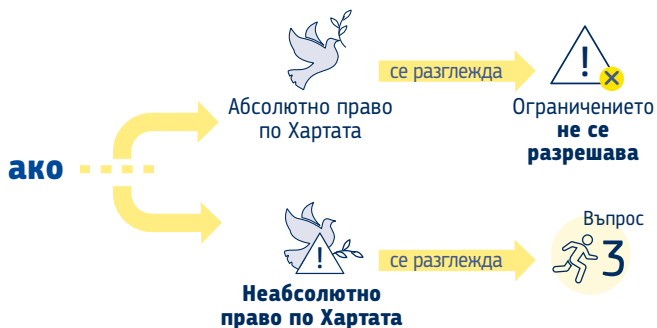 се разглежда
Абсолютно право
по Хартата
Ограничението
не се
разрешава
ако
Въпрос
3
се разглежда
Неабсолютно
право по Хартата